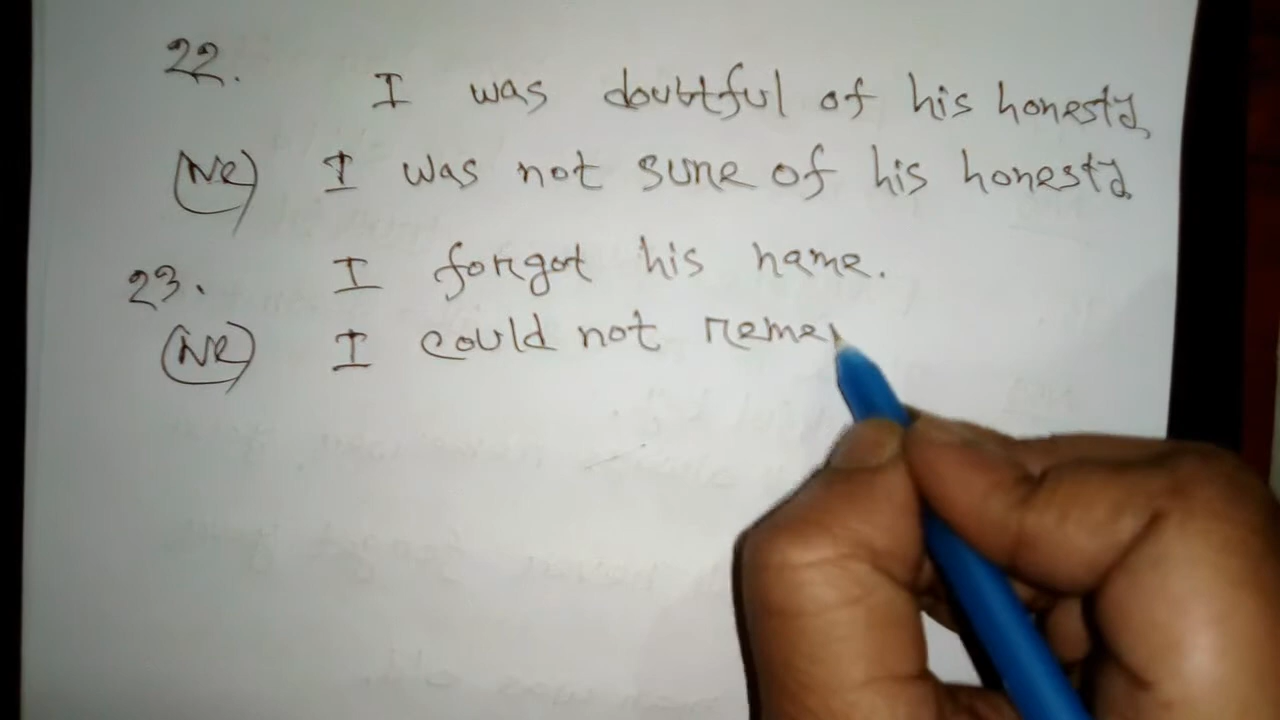 22. I was doubtful of his honesty.
(Ne) I was not sure of his honesty.
23. I forgot his name.
(Ne) I could not remem